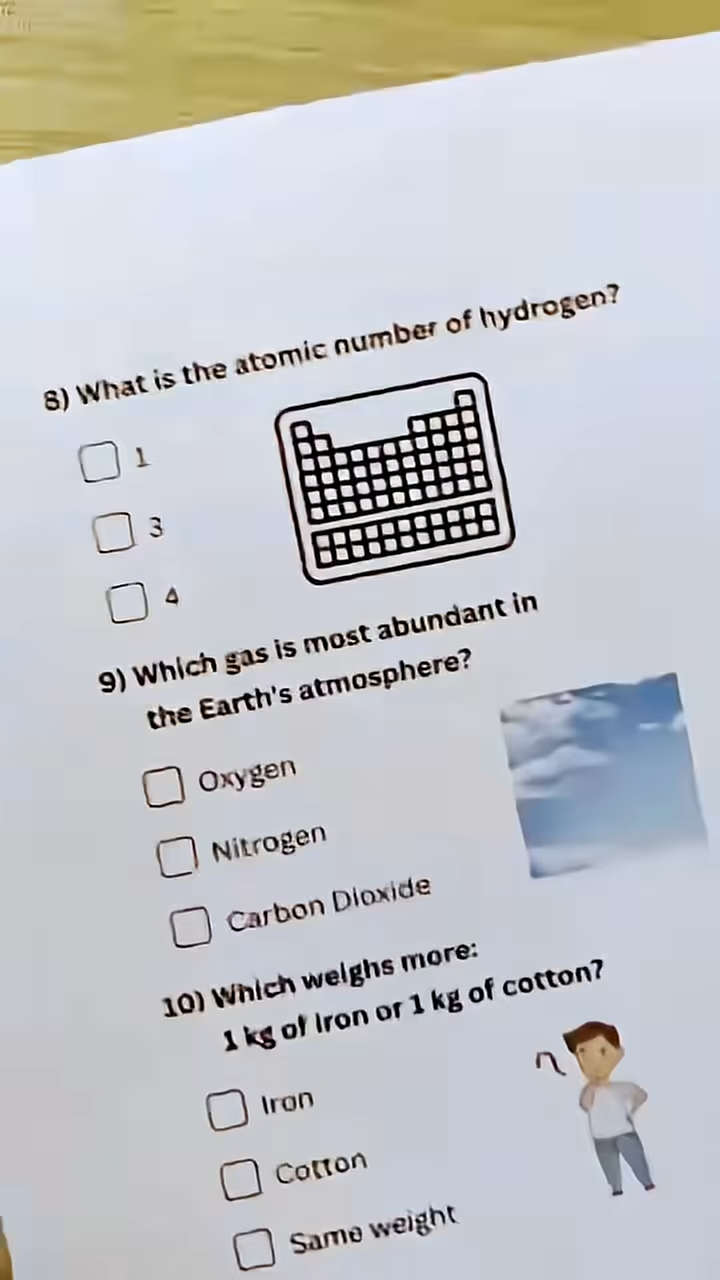 8) What is the atomic number of hydrogen?
1
3
4
9) Which gas is most abundant in
the Earth's atmosphere?
Oxygen
Nitrogen
Carbon Dioxide
10) Which weighs more:
1 kg of iron or 1 kg of cotton?
Iron
Cotton
Same weight